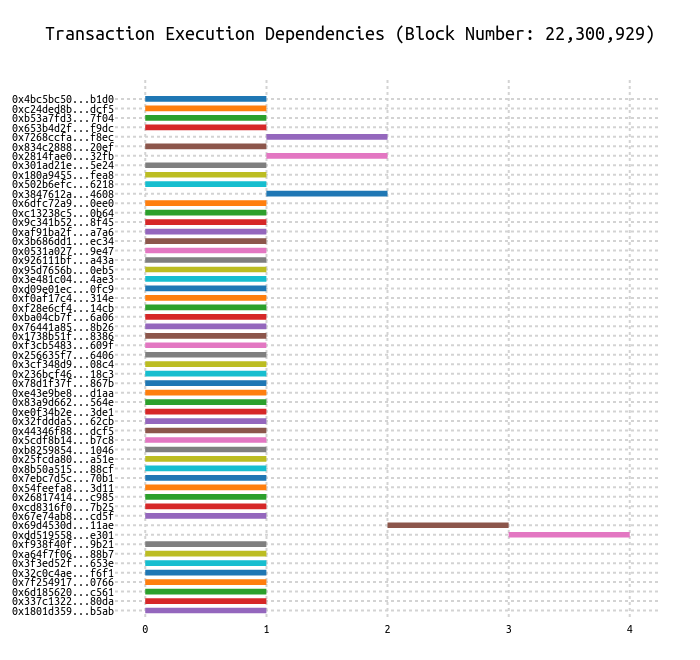 Transaction Execution Dependencies (Block Number: 22,300,929)
0x4bc5bc50...b1d0
0xc24ded8b...dcf5
0xb53a7fd3...7f04
0x653b4d2f...f9dc
0x7268ccfa...f8ec
0x834c2888...20ef
0x2814fae0...32fb
0x301ad21e...5e24
0x180a9455...fea8
0x502b6efc...6218
0x3847612a...4608
0x6dfc72a9...0ee0
0xc13238c5...0b64
0x9c341b52...8f45
0xaf91ba2f...a7a6
0x3b686dd1...ec34
0x0531a027...9e47
0x926111bf...a43a
0x95d7656b...0eb5
0x3e481c04...4ae3
0xd09e01ec...0fc9
0xf0af17c4...314e
0xf28e6cf4...14cb
0xba04cb7f...6a06
0x76441a85...8b26
0x1738b51f...8386
0xf3cb5483...609f
0x256635f7...6406
0x3cf348d9...08c4
0x236bcf46...18c3
0x78d1f37f...867b
0xe43e9be8...d1aa
0x83a9d662...564e
0xe0f34b2e...3de1
0x32fddda5...62cb
0x44346f88...dcf5
0x5cdf8b14...b7c8
0xb8259854...1046
0x25fcda80...a51e
0x8b50a515...88cf
0x7ebc7d5c...70b1
0x54feefa8...3d11
0x26817414...c985
0xcd8316f0...7b25
0x67e74ab8...cd5f
0x69d4530d...11ae
0xdd519558...e301
0xf938f40f...9b21
0xa64f7f06...88b7
0x3f3ed52f...653e
0x32c0c4ae...f6f1
0x7f254917...0766
0x6d185620...c561
0x337c1322...80da
0x1801d359...b5ab
0 1 2 3 4